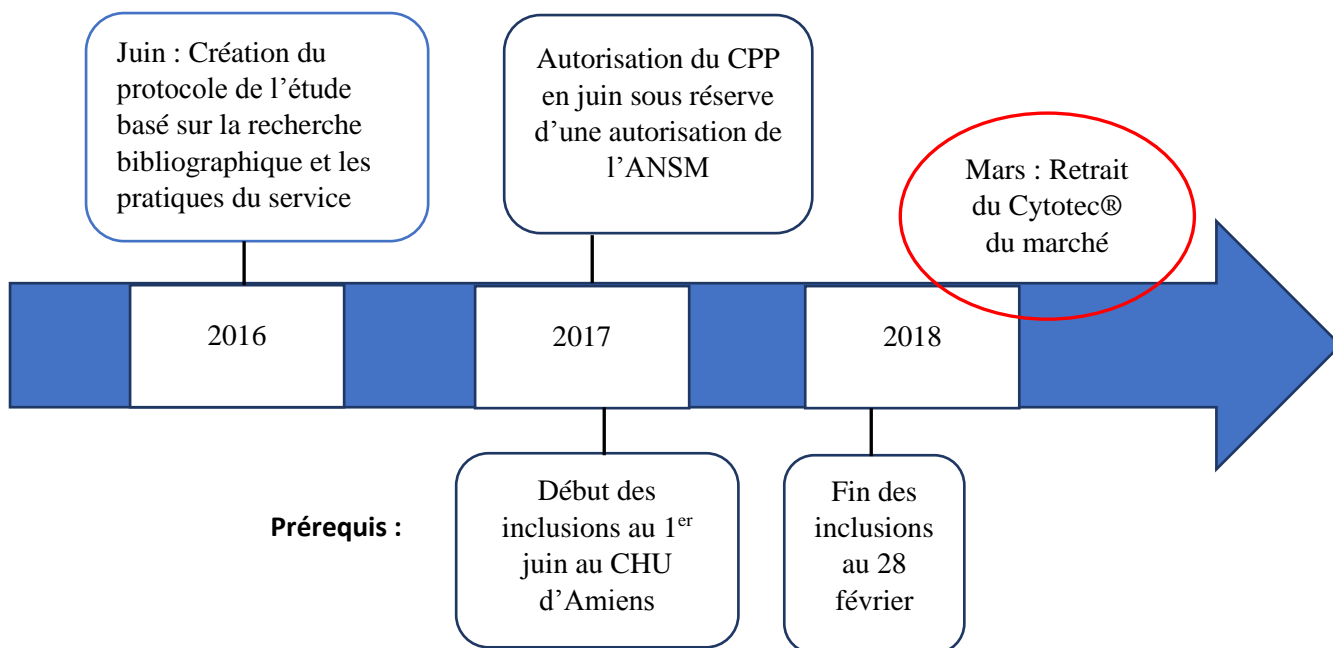 Juin : Création du
protocole de l’étude
basé sur la recherche
bibliographique et les
pratiques du service
Autorisation du CPP
en juin sous réserve
d’une autorisation de
l’ANSM
Mars : Retrait
du Cytotec®
du marché
2016
2017
2018
Prérequis :
Début des
inclusions au 1er
juin au CHU
d’Amiens
Fin des
inclusions
au 28
février